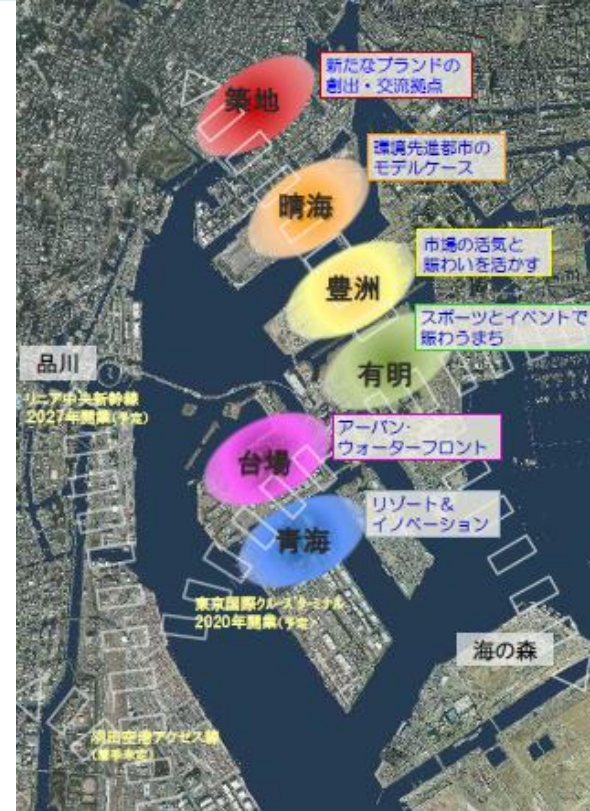 築地
新たなブランドの
創出・交流拠点
晴海
環境先進都市の
モデルケース
豊洲
市場の活気と
賑わいを活かす
有明
スポーツとイベントで
賑わうまち
品川
リニア中央新幹線
2027年開業(予定)
台場
アーバン・
ウォーターフロント
青海
リゾート＆
イノベーション
東京国際クルーズターミナル
2020年開業(予定)
海の森
羽田空港アクセス線